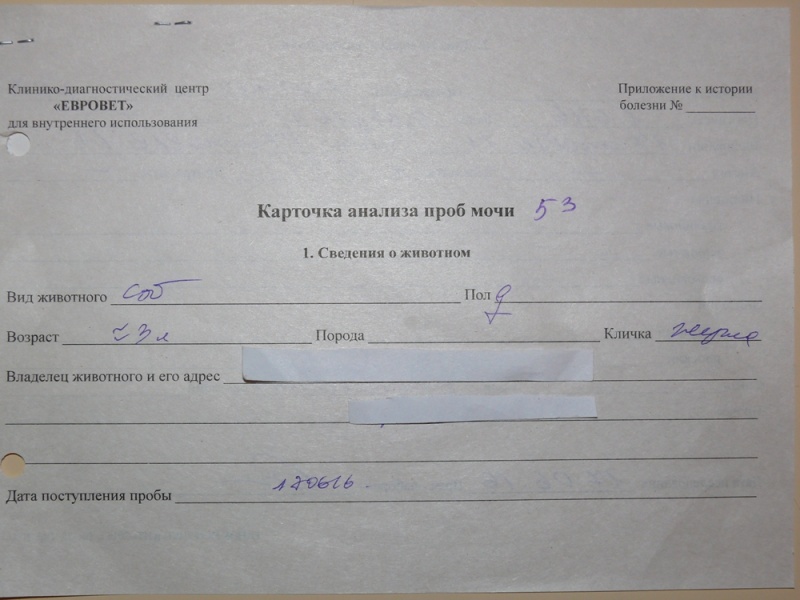 Клинико-диагностический центр
«ЕВРОВЕТ»
для внутреннего использования
Приложение к истории
болезни №
Карточка анализа проб мочи 53
1. Сведения о животном
Вид животного соб Пол ♀
Возраст ≈ 3 л Порода Кличка
Владелец животного и его адрес
Дата поступления пробы 170616